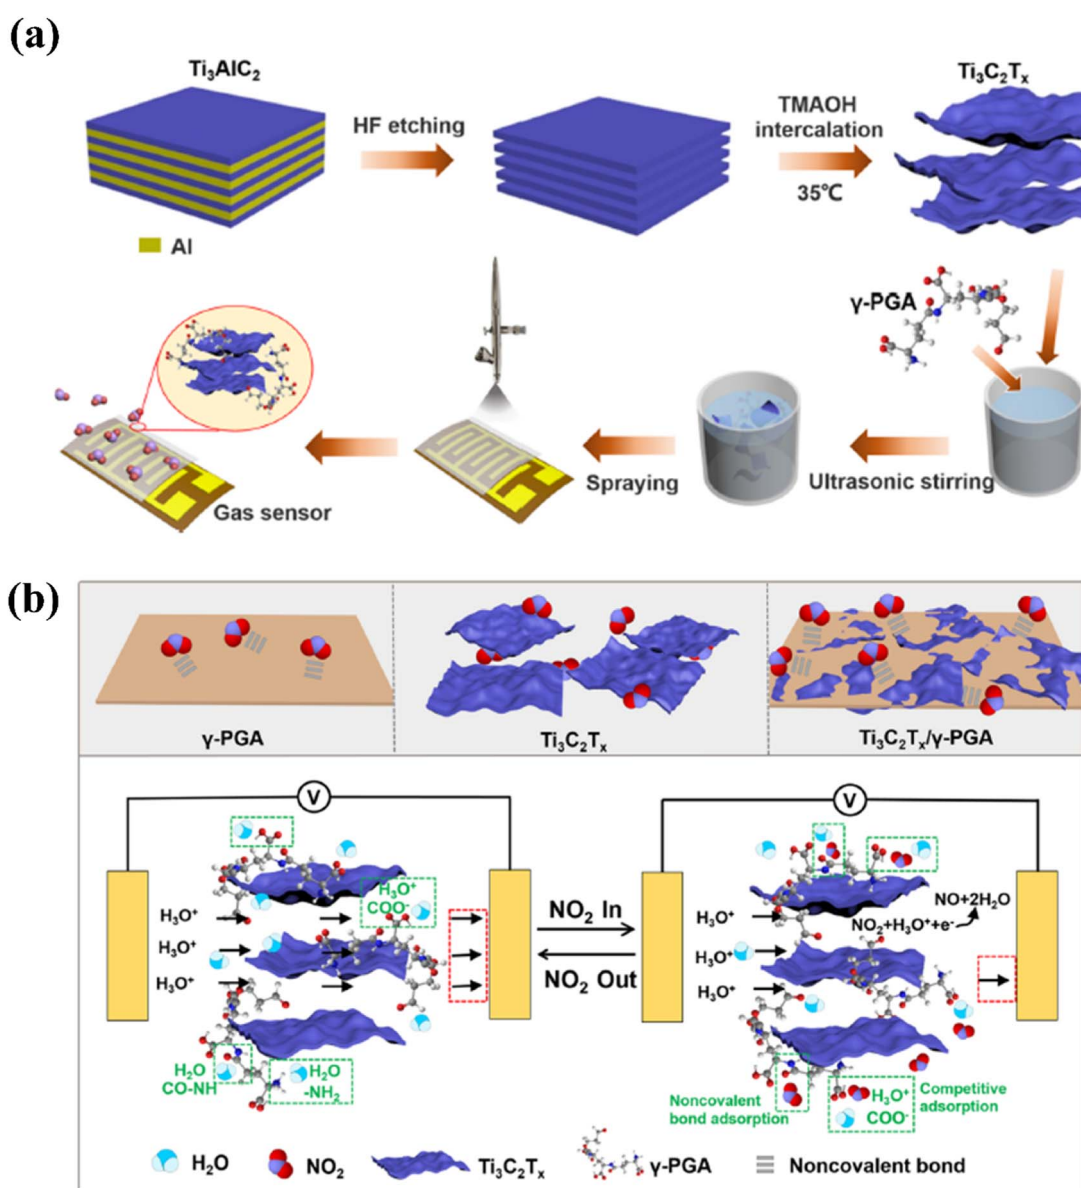 (a)
Ti₃AlC₂
HF etching
TMAOH
intercalation
35℃
Ti₃C₂Tₓ
Al
γ-PGA
Gas sensor
Spraying
Ultrasonic stirring
(b)
γ-PGA
Ti₃C₂Tₓ
Ti₃C₂Tₓ/γ-PGA
V
H₃O⁺
COO⁻
H₃O⁺
H₃O⁺
H₃O⁺
H₂O
CO-NH
H₂O
-NH₂
NO₂ In
NO₂ Out
V
NO+2H₂O
NO₂+H₃O⁺+e⁻
H₃O⁺
H₃O⁺
H₃O⁺
Noncovalent
bond adsorption
H₃O⁺
COO⁻
Competitive
adsorption
H₂O
NO₂
Ti₃C₂Tₓ
γ-PGA
Noncovalent bond